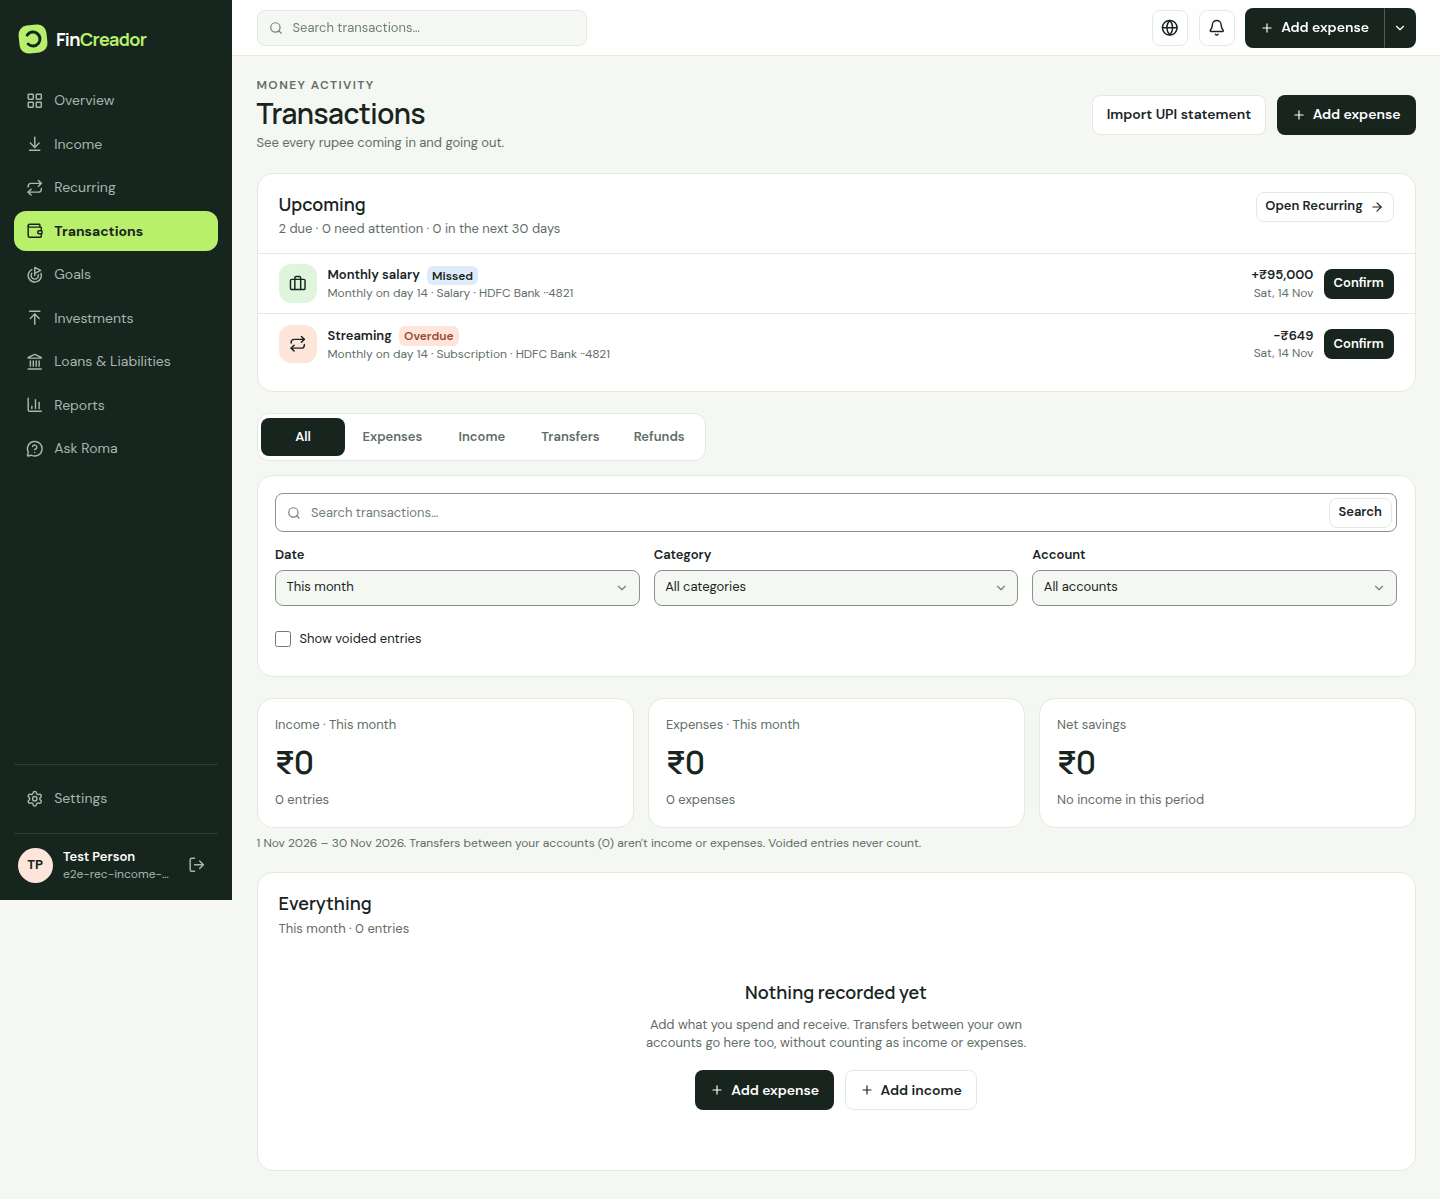 FinCreador
Search transactions...
Add expense
Overview
Income
Recurring
Transactions
Goals
Investments
Loans & Liabilities
Reports
Ask Roma
Settings
TP
Test Person
e2e-rec-income-...
MONEY ACTIVITY
Transactions
See every rupee coming in and going out.
Import UPI statement
Add expense
Upcoming
2 due · 0 need attention · 0 in the next 30 days
Open Recurring
Monthly salary Missed
Monthly on day 14 · Salary · HDFC Bank ··4821
+₹95,000
Sat, 14 Nov
Confirm
Streaming Overdue
Monthly on day 14 · Subscription · HDFC Bank ··4821
−₹649
Sat, 14 Nov
Confirm
All Expenses Income Transfers Refunds
Search transactions...
Search
Date Category Account
This month All categories All accounts
Show voided entries
Income · This month
₹0
0 entries
Expenses · This month
₹0
0 expenses
Net savings
₹0
No income in this period
1 Nov 2026 – 30 Nov 2026. Transfers between your accounts (0) aren't income or expenses. Voided entries never count.
Everything
This month · 0 entries
Nothing recorded yet
Add what you spend and receive. Transfers between your own
accounts go here too, without counting as income or expenses.
Add expense Add income